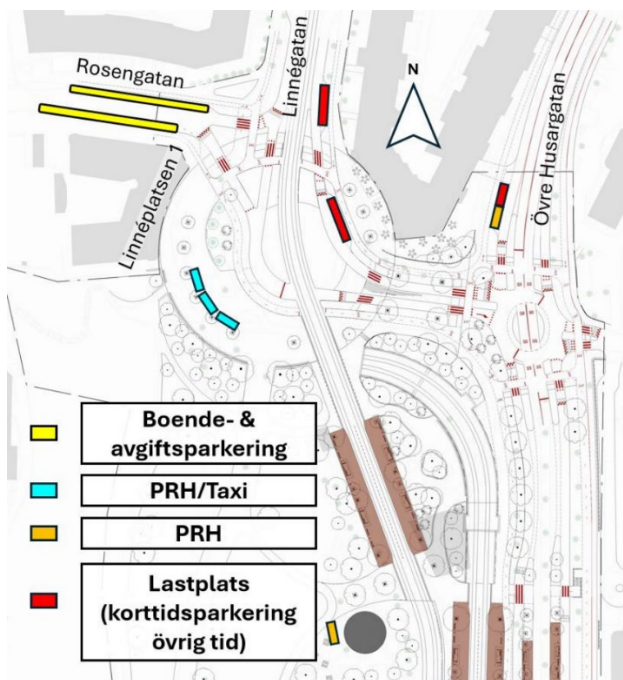 Rosengatan
Linnégatan
N
Övre Husargatan
Linnéplatsen 1
Boende- &
avgiftsparkering
PRH/Taxi
PRH
Lastplats
(korttidsparkering
övrig tid)